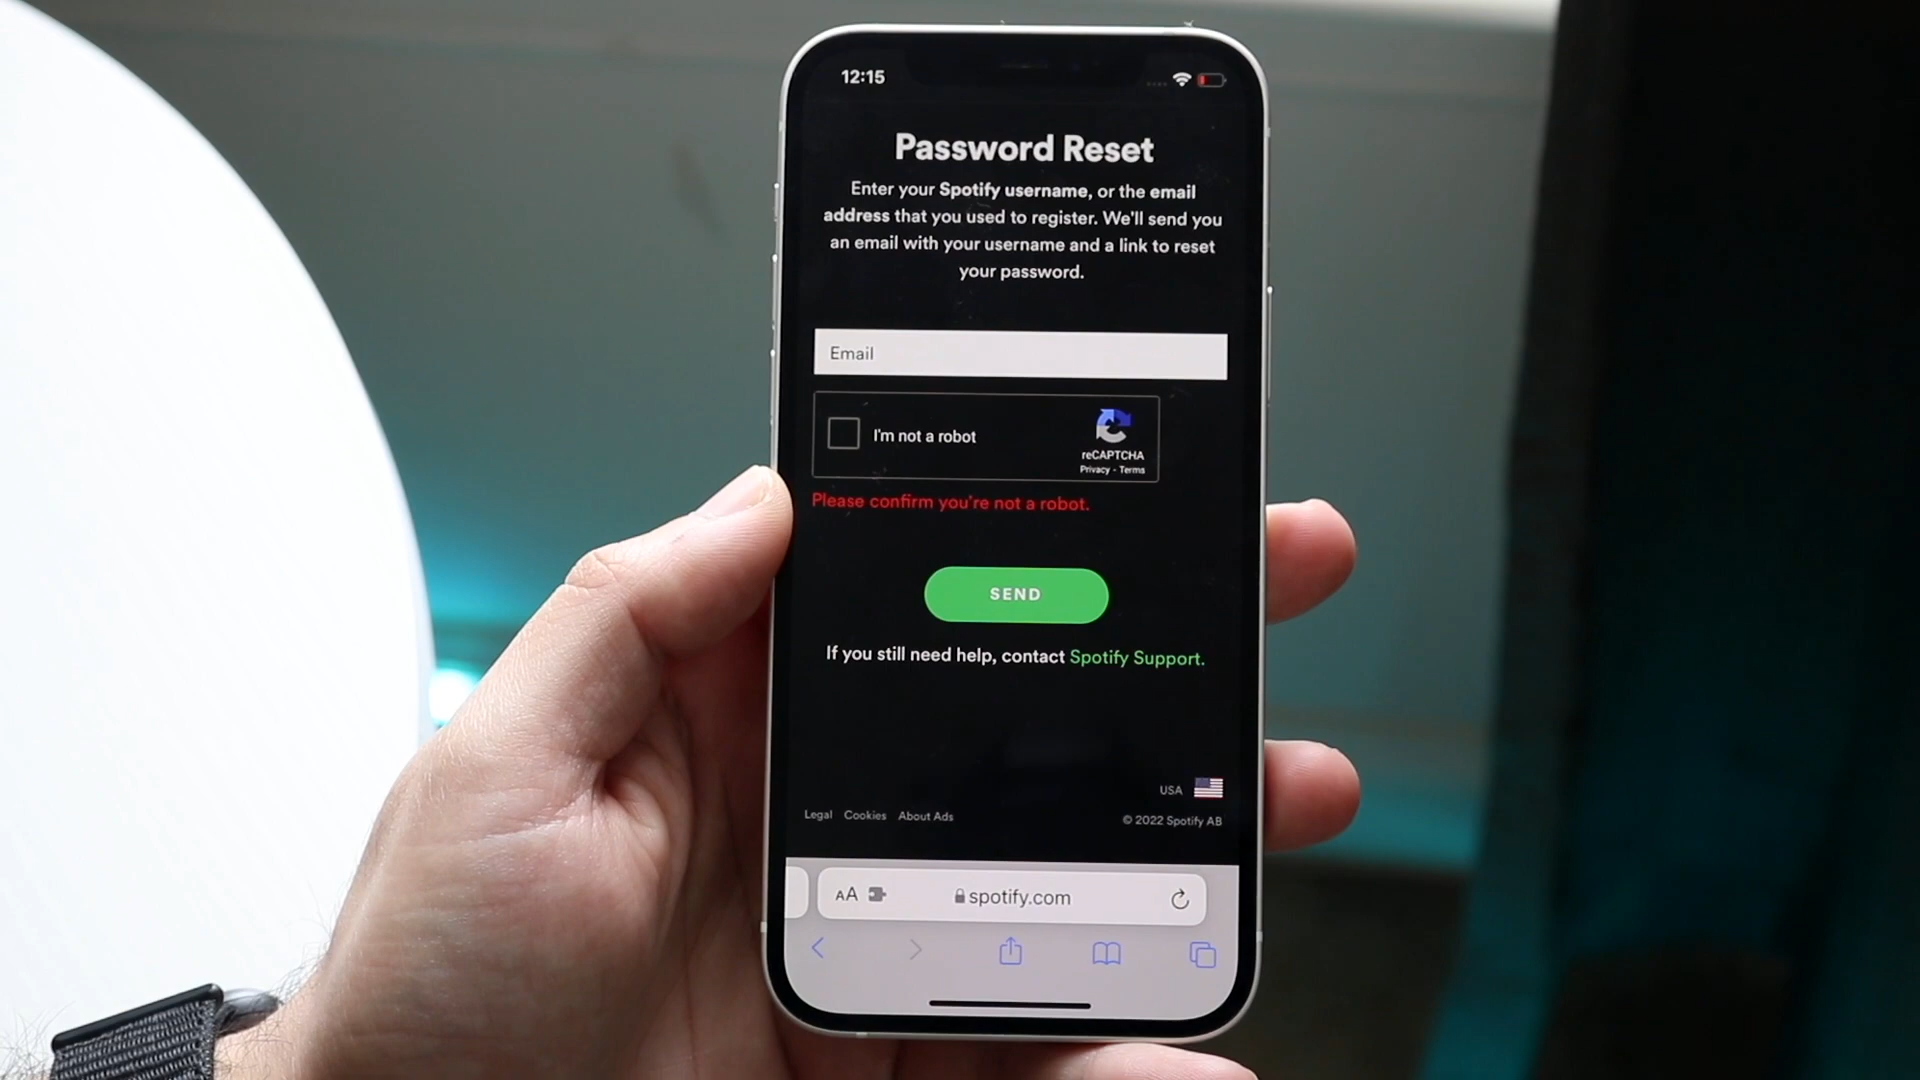 12:15
Password Reset
Enter your Spotify username, or the email
address that you used to register. We'll send you
an email with your username and a link to reset
your password.
Email
I'm not a robot
reCAPTCHA
Privacy - Terms
Please confirm you're not a robot.
SEND
If you still need help, contact Spotify Support.
USA
Legal Cookies About Ads
© 2022 Spotify AB
AA spotify.com